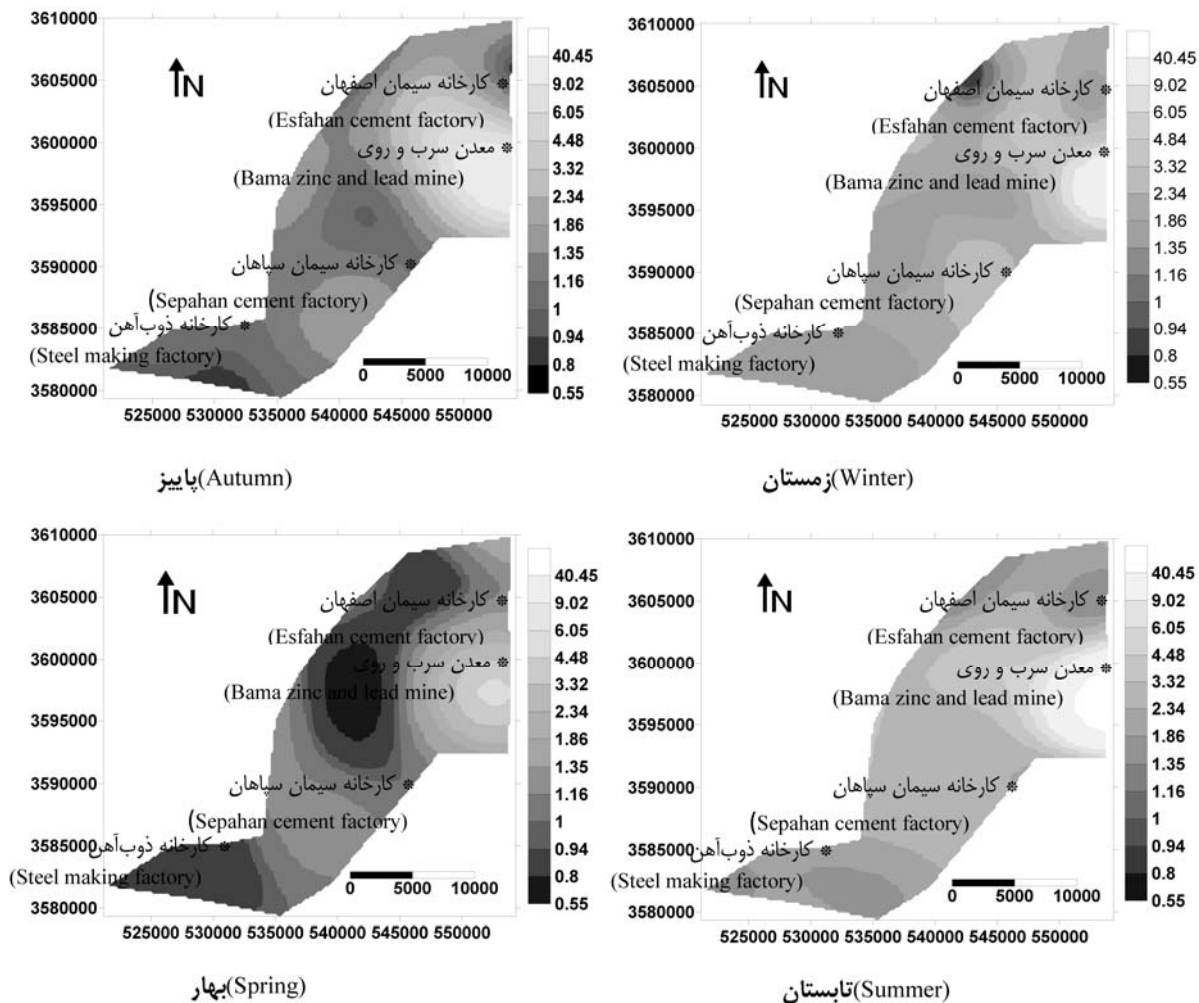 3610000
3605000
3600000
3595000
3590000
3585000
3580000
N
کارخانه سیمان اصفهان
(Esfahan cement factory)
معدن سرب و روی
(Bama zinc and lead mine)
کارخانه سیمان سپاهان
(Sepahan cement factory)
کارخانه ذوب‌آهن
(Steel making factory)
0 5000 10000
525000 530000 535000 540000 545000 550000
40.45
9.02
6.05
4.48
3.32
2.34
1.86
1.35
1.16
1
0.94
0.8
0.55
پاییز(Autumn)
3610000
3605000
3600000
3595000
3590000
3585000
3580000
N
کارخانه سیمان اصفهان
(Esfahan cement factory)
معدن سرب و روی
(Bama zinc and lead mine)
کارخانه سیمان سپاهان
(Sepahan cement factory)
کارخانه ذوب‌آهن
(Steel making factory)
0 5000 10000
525000 530000 535000 540000 545000 550000
40.45
9.02
6.05
4.84
3.32
2.34
1.86
1.35
1.16
1
0.94
0.8
0.55
زمستان(Winter)
3610000
3605000
3600000
3595000
3590000
3585000
3580000
N
کارخانه سیمان اصفهان
(Esfahan cement factory)
معدن سرب و روی
(Bama zinc and lead mine)
کارخانه سیمان سپاهان
(Sepahan cement factory)
کارخانه ذوب‌آهن
(Steel making factory)
0 5000 10000
525000 530000 535000 540000 545000 550000
40.45
9.02
6.05
4.48
3.32
2.34
1.86
1.35
1.16
1
0.94
0.8
0.55
بهار(Spring)
3610000
3605000
3600000
3595000
3590000
3585000
3580000
N
کارخانه سیمان اصفهان
(Esfahan cement factory)
معدن سرب و روی
(Bama zinc and lead mine)
کارخانه سیمان سپاهان
(Sepahan cement factory)
کارخانه ذوب‌آهن
(Steel making factory)
0 5000 10000
525000 530000 535000 540000 545000 550000
40.45
9.02
6.05
4.48
3.32
2.34
1.86
1.35
1.16
1
0.94
0.8
0.55
تابستان(Summer)